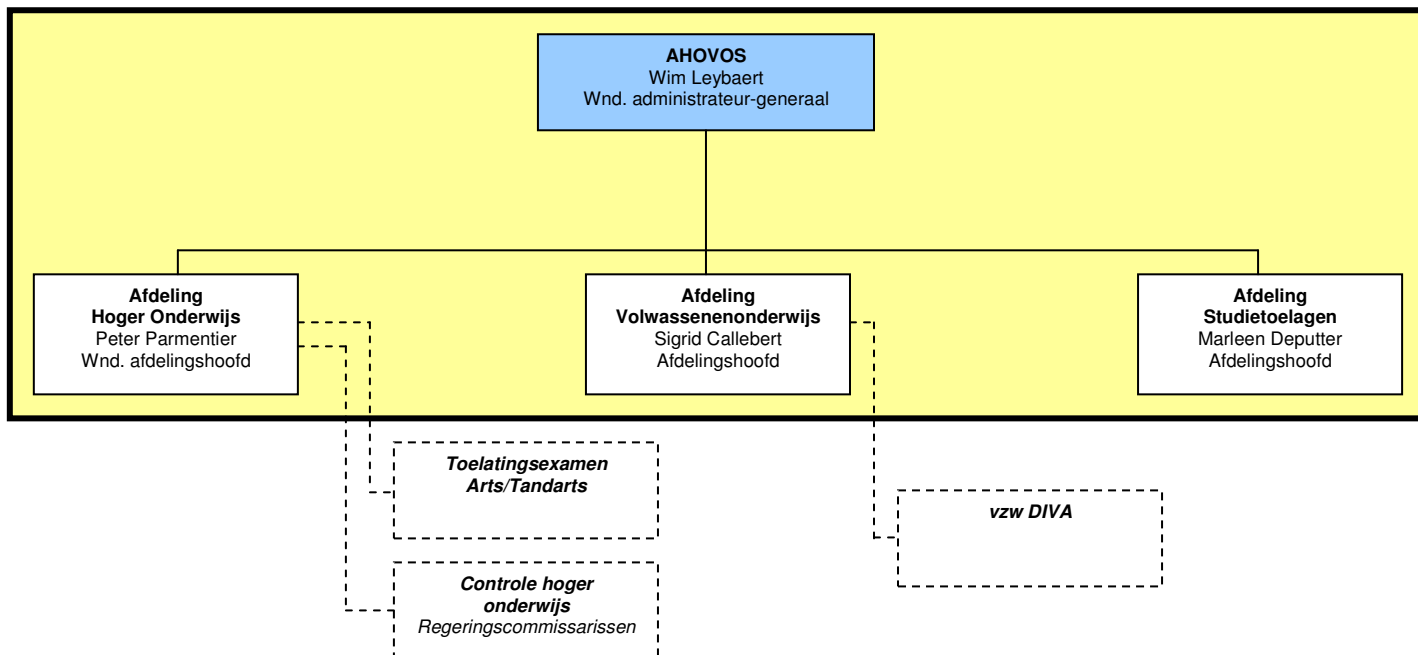 AHOVOS
Wim Leybaert
Wnd. administrateur-generaal
Afdeling
Hoger Onderwijs
Peter Parmentier
Wnd. afdelingshoofd
Afdeling
Volwassenenonderwijs
Sigrid Callebert
Afdelingshoofd
Afdeling
Studietoelagen
Marleen Deputter
Afdelingshoofd
Toelatingsexamen
Arts/Tandarts
vzw DIVA
Controle hoger
onderwijs
Regeringscommissarissen